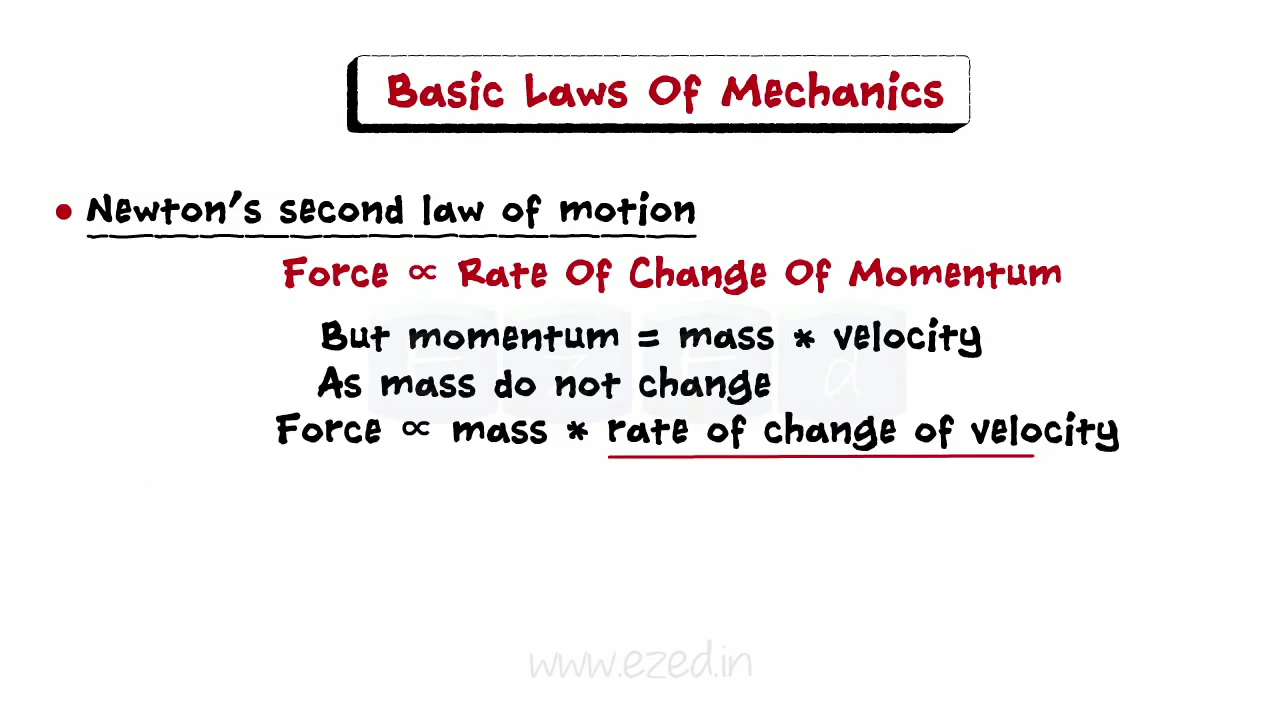 Basic Laws Of Mechanics
• Newton's second law of motion
Force ∝ Rate Of Change Of Momentum
But momentum = mass * velocity
As mass do not change
Force ∝ mass * rate of change of velocity
EZEd
www.ezed.in